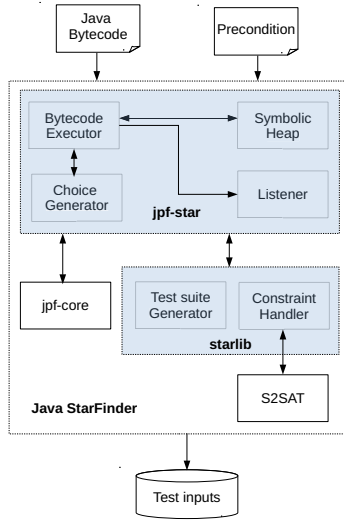 Java
Bytecode
Precondition
Bytecode
Executor
Symbolic
Heap
Choice
Generator
Listener
jpf-star
jpf-core
Test suite
Generator
Constraint
Handler
starlib
Java StarFinder
S2SAT
Test inputs